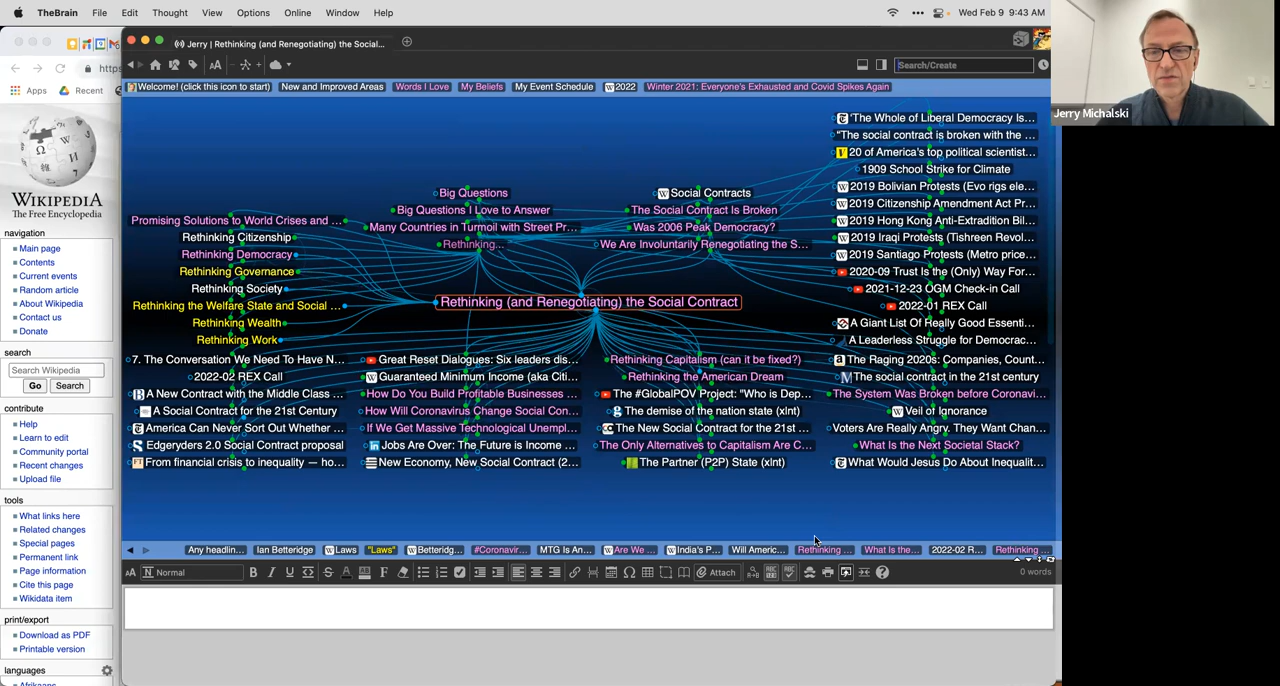 TheBrain File Edit Thought View Options Online Window Help
Wed Feb 9 9:43 AM
Jerry | Rethinking (and Renegotiating) the Social...
https
Search/Create
Apps Recent
Welcome! (click this icon to start) New and Improved Areas Words I Love My Beliefs My Event Schedule 2022 Winter 2021: Everyone's Exhausted and Covid Spikes Again
Jerry Michalski
WIKIPEDIA
The Free Encyclopedia
navigation
Main page
Contents
Current events
Random article
About Wikipedia
Contact us
Donate
search
Search Wikipedia
Go Search
contribute
Help
Learn to edit
Community portal
Recent changes
Upload file
tools
What links here
Related changes
Special pages
Permanent link
Page information
Cite this page
Wikidata item
print/export
Download as PDF
Printable version
languages
Afrikaans
Promising Solutions to World Crises and ...
Rethinking Citizenship
Rethinking Democracy
Rethinking Governance
Rethinking Society
Rethinking the Welfare State and Social ...
Rethinking Wealth
Rethinking Work
Big Questions
Big Questions I Love to Answer
Many Countries in Turmoil with Street Pr...
Rethinking...
Social Contracts
The Social Contract Is Broken
Was 2006 Peak Democracy?
We Are Involuntarily Renegotiating the S...
Rethinking (and Renegotiating) the Social Contract
"The Whole of Liberal Democracy Is...
"The social contract is broken with the ...
20 of America's top political scientist...
1909 School Strike for Climate
2019 Bolivian Protests (Evo rigs ele...
2019 Citizenship Amendment Act Pr...
2019 Hong Kong Anti-Extradition Bil...
2019 Iraqi Protests (Tishreen Revol...
2019 Santiago Protests (Metro price...
2020-09 Trust Is the (Only) Way For...
2021-12-23 OGM Check-in Call
2022-01 REX Call
A Giant List Of Really Good Essenti...
A Leaderless Struggle for Democrac...
7. The Conversation We Need To Have N...
2022-02 REX Call
A New Contract with the Middle Class ...
A Social Contract for the 21st Century
America Can Never Sort Out Whether ...
Edgeryders 2.0 Social Contract proposal
From financial crisis to inequality — ho...
Great Reset Dialogues: Six leaders dis...
Guaranteed Minimum Income (aka Citi...
How Do You Build Profitable Businesses ...
How Will Coronavirus Change Social Con...
If We Get Massive Technological Unempl...
Jobs Are Over: The Future is Income ...
New Economy, New Social Contract (2...
Rethinking Capitalism (can it be fixed?)
Rethinking the American Dream
The #GlobalPOV Project: "Who is Dep...
The demise of the nation state (xInt)
The New Social Contract for the 21st ...
The Only Alternatives to Capitalism Are C...
The Partner (P2P) State (xInt)
The Raging 2020s: Companies, Count...
The social contract in the 21st century
The System Was Broken before Coronavi...
Veil of Ignorance
Voters Are Really Angry. They Want Chan...
What Is the Next Societal Stack?
What Would Jesus Do About Inequalit...
Any headlin... Ian Betteridge Laws "Laws" Betteridg... #Coronavir... MTG Is An... Are We ... India's P... Will Americ... Rethinking ... What Is the... 2022-02 R... Rethinking ...
Normal B I U S A F Attach 0 words